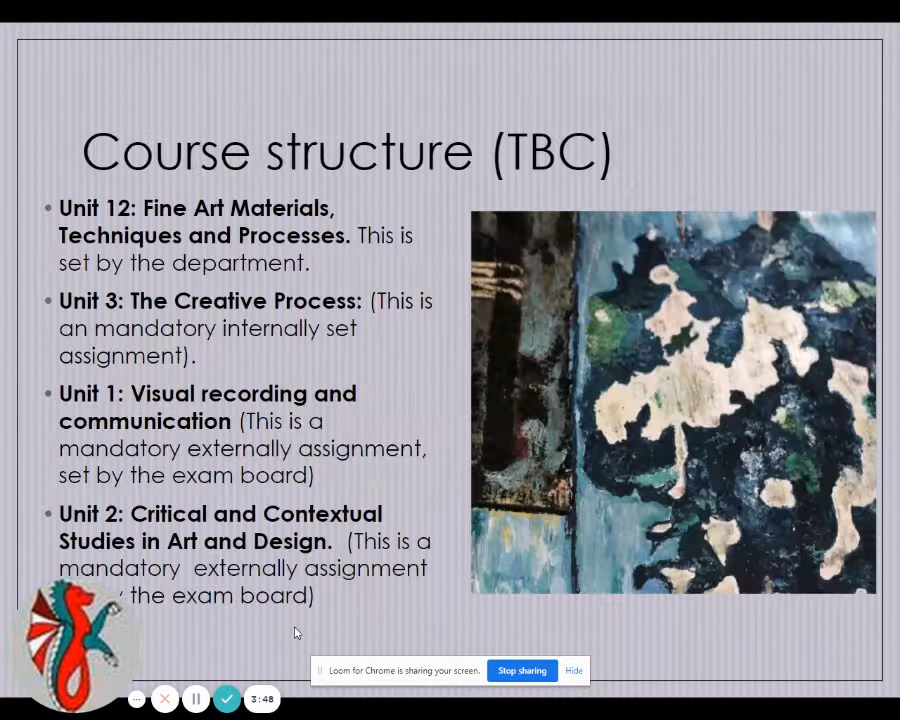 Course structure (TBC)
• Unit 12: Fine Art Materials,
Techniques and Processes. This is
set by the department.
• Unit 3: The Creative Process: (This is
an mandatory internally set
assignment).
• Unit 1: Visual recording and
communication (This is a
mandatory externally assignment,
set by the exam board)
• Unit 2: Critical and Contextual
Studies in Art and Design. (This is a
mandatory externally assignment
the exam board)
Loom for Chrome is sharing your screen. Stop sharing Hide
3:48